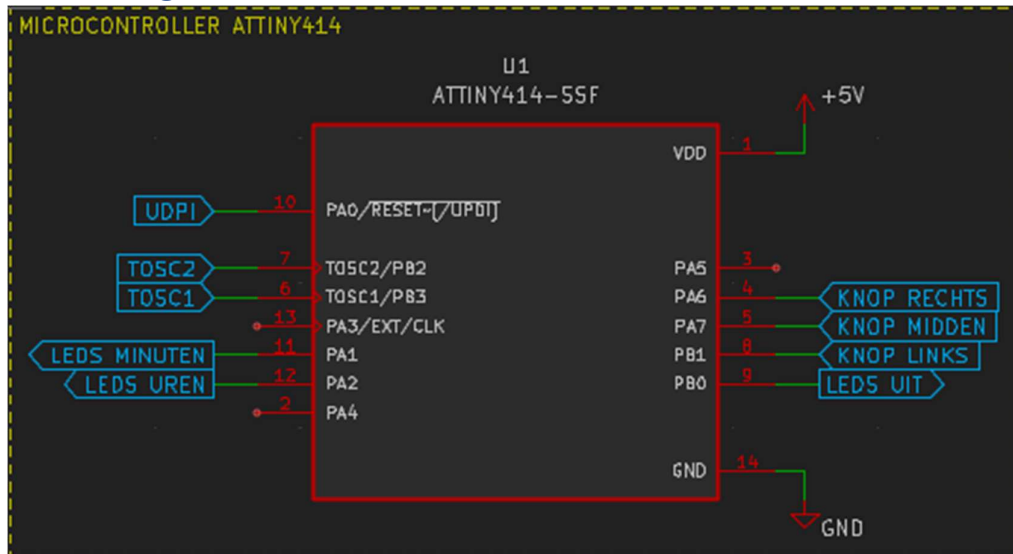 MICROCONTROLLER ATTINY414
U1
ATTINY414-SSF
+5V
VDD 1
UDPI 10 PA0/RESET~[/UPDI]
TOSC2 7 TOSC2/PB2
PA5 3
TOSC1 6 TOSC1/PB3
PA6 4 KNOP RECHTS
13 PA3/EXT/CLK
PA7 5 KNOP MIDDEN
LEDS MINUTEN 11 PA1
PB1 8 KNOP LINKS
LEDS UREN 12 PA2
PB0 9 LEDS UIT
2 PA4
GND 14
GND